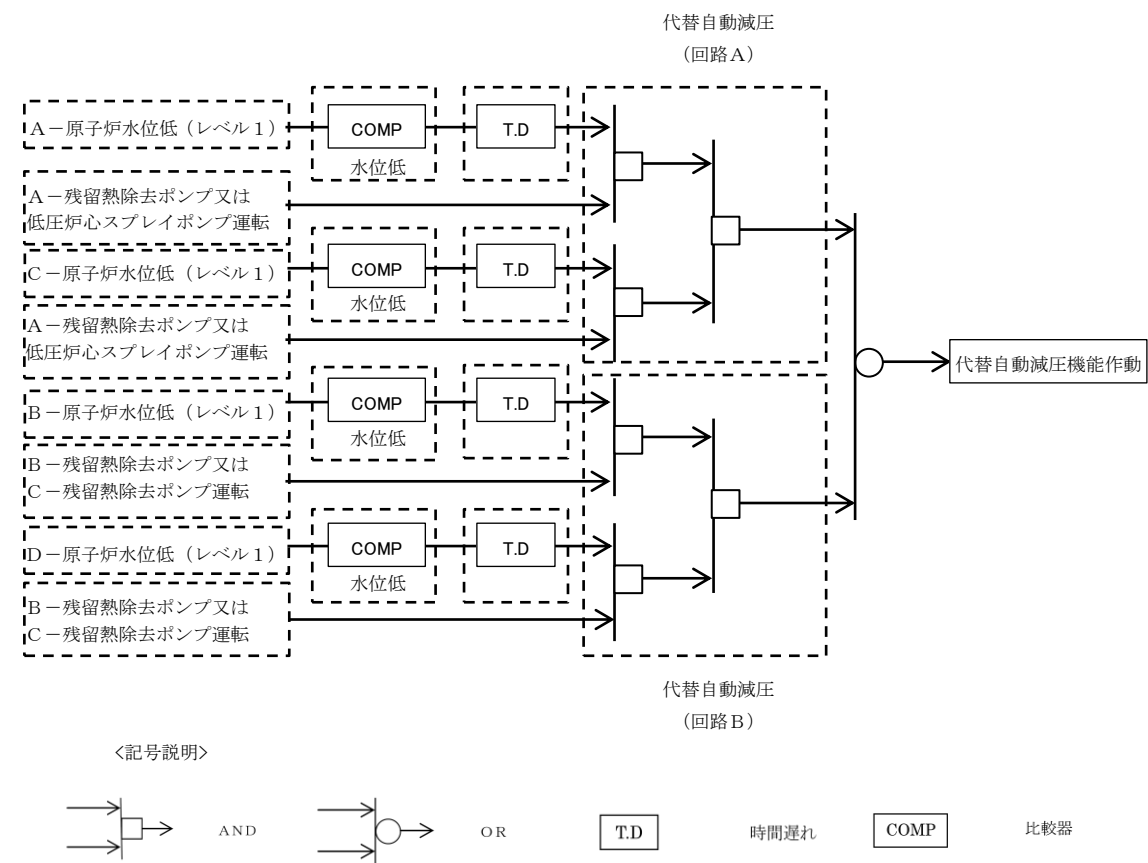 代替自動減圧
（回路Ａ）
Ａ－原子炉水位低（レベル１）
COMP
T.D
水位低
Ａ－残留熱除去ポンプ又は
低圧炉心スプレイポンプ運転
Ｃ－原子炉水位低（レベル１）
COMP
T.D
水位低
Ａ－残留熱除去ポンプ又は
低圧炉心スプレイポンプ運転
代替自動減圧機能作動
Ｂ－原子炉水位低（レベル１）
COMP
T.D
水位低
Ｂ－残留熱除去ポンプ又は
Ｃ－残留熱除去ポンプ運転
Ｄ－原子炉水位低（レベル１）
COMP
T.D
水位低
Ｂ－残留熱除去ポンプ又は
Ｃ－残留熱除去ポンプ運転
代替自動減圧
（回路Ｂ）
<記号説明>
ＡＮＤ
ＯＲ
T.D
時間遅れ
COMP
比較器